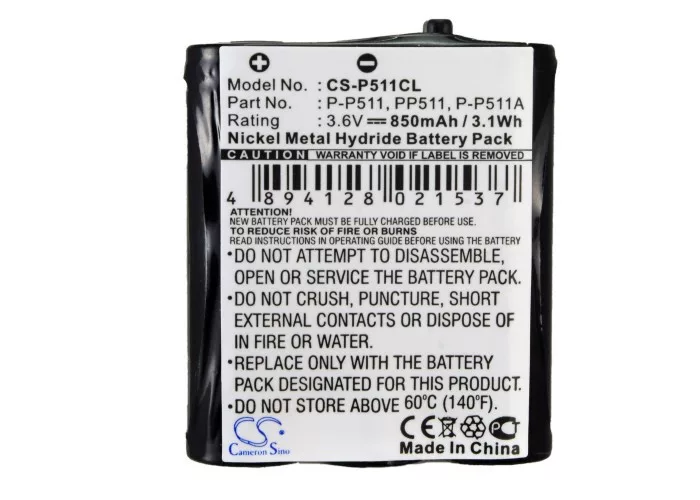 + -
Model No. : CS-P511CL
Part No. : P-P511, PP511, P-P511A
Rating : 3.6V ⎓ 850mAh / 3.1Wh
Nickel Metal Hydride Battery Pack
CAUTION WARRANTY VOID IF LABEL IS REMOVED
4 894128 021537
ATTENTION!
NEW BATTERY PACK MUST BE FULLY CHARGED BEFORE USE
TO REDUCE RISK OF FIRE OR BURNS
READ INSTRUCTIONS IN OPERATING GUIDE BEFORE USING BATTERY
•DO NOT ATTEMPT TO DISASSEMBLE,
OPEN OR SERVICE THE BATTERY PACK.
•DO NOT CRUSH, PUNCTURE, SHORT
EXTERNAL CONTACTS OR DISPOSE OF
IN FIRE OR WATER.
•REPLACE ONLY WITH THE BATTERY
PACK DESIGNATED FOR THIS ITEM.
•DO NOT STORE ABOVE 60°C (140°F)
CS
Cameron Sino
CE PCT
Made In China